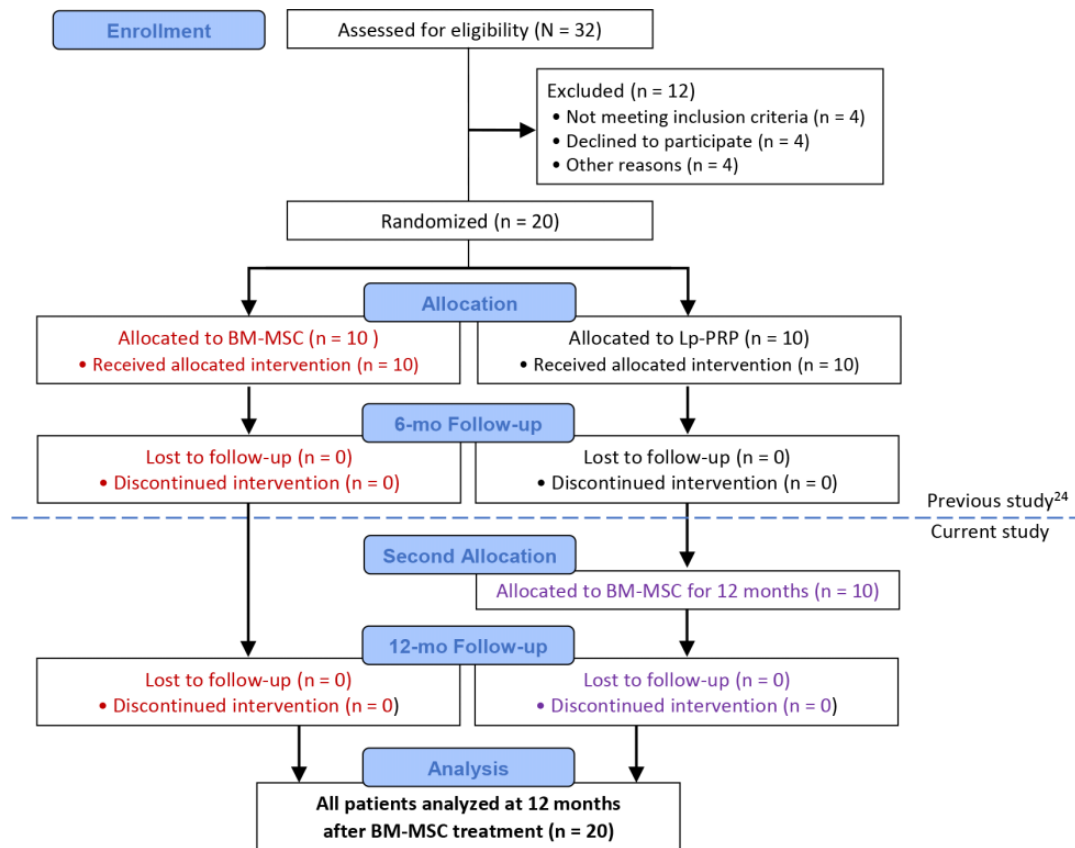 Enrollment
Assessed for eligibility (N = 32)
Excluded (n = 12)
• Not meeting inclusion criteria (n = 4)
• Declined to participate (n = 4)
• Other reasons (n = 4)
Randomized (n = 20)
Allocation
Allocated to BM-MSC (n = 10 )
• Received allocated intervention (n = 10)
Allocated to Lp-PRP (n = 10)
• Received allocated intervention (n = 10)
6-mo Follow-up
Lost to follow-up (n = 0)
• Discontinued intervention (n = 0)
Lost to follow-up (n = 0)
• Discontinued intervention (n = 0)
Previous study²⁴
Current study
Second Allocation
Allocated to BM-MSC for 12 months (n = 10)
12-mo Follow-up
Lost to follow-up (n = 0)
• Discontinued intervention (n = 0)
Lost to follow-up (n = 0)
• Discontinued intervention (n = 0)
Analysis
All patients analyzed at 12 months
after BM-MSC treatment (n = 20)